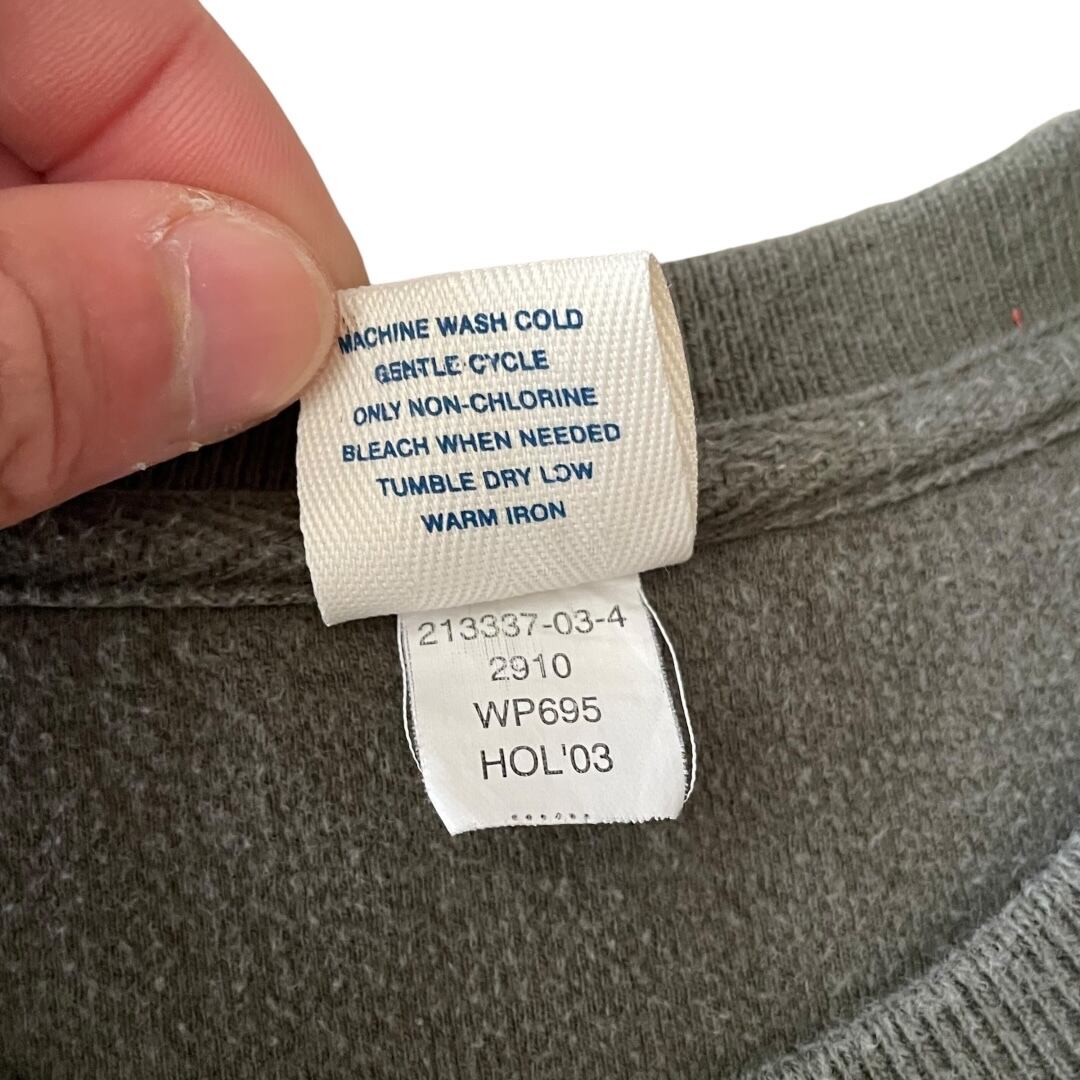 MACHINE WASH COLD
GENTLE CYCLE
ONLY NON-CHLORINE
BLEACH WHEN NEEDED
TUMBLE DRY LOW
WARM IRON
213337-03-4
2910
WP695
HOL'03